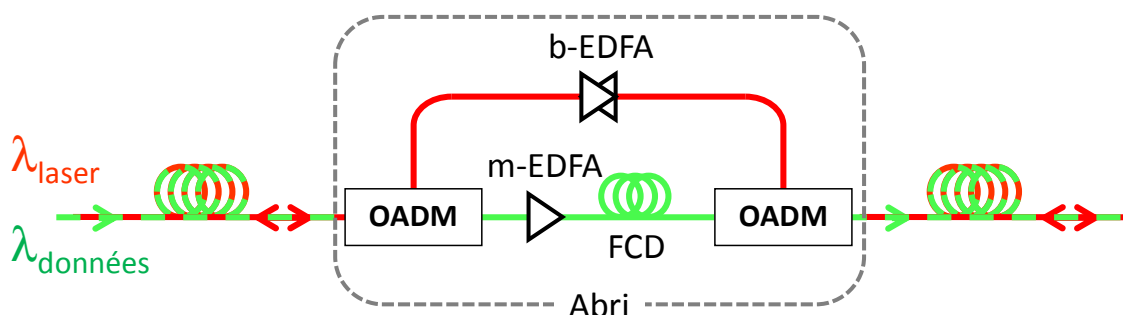 b-EDFA
λlaser
m-EDFA
OADM
OADM
FCD
λdonnées
Abri